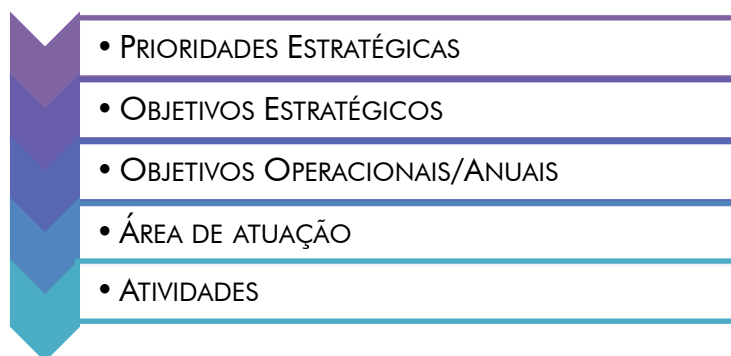 • Prioridades Estratégicas
• Objetivos Estratégicos
• Objetivos Operacionais/Anuais
• Área de atuação
• Atividades